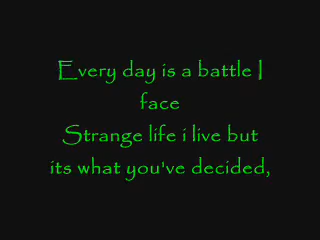 Every day is a battle I
face
Strange life i live but
its what you've decided,